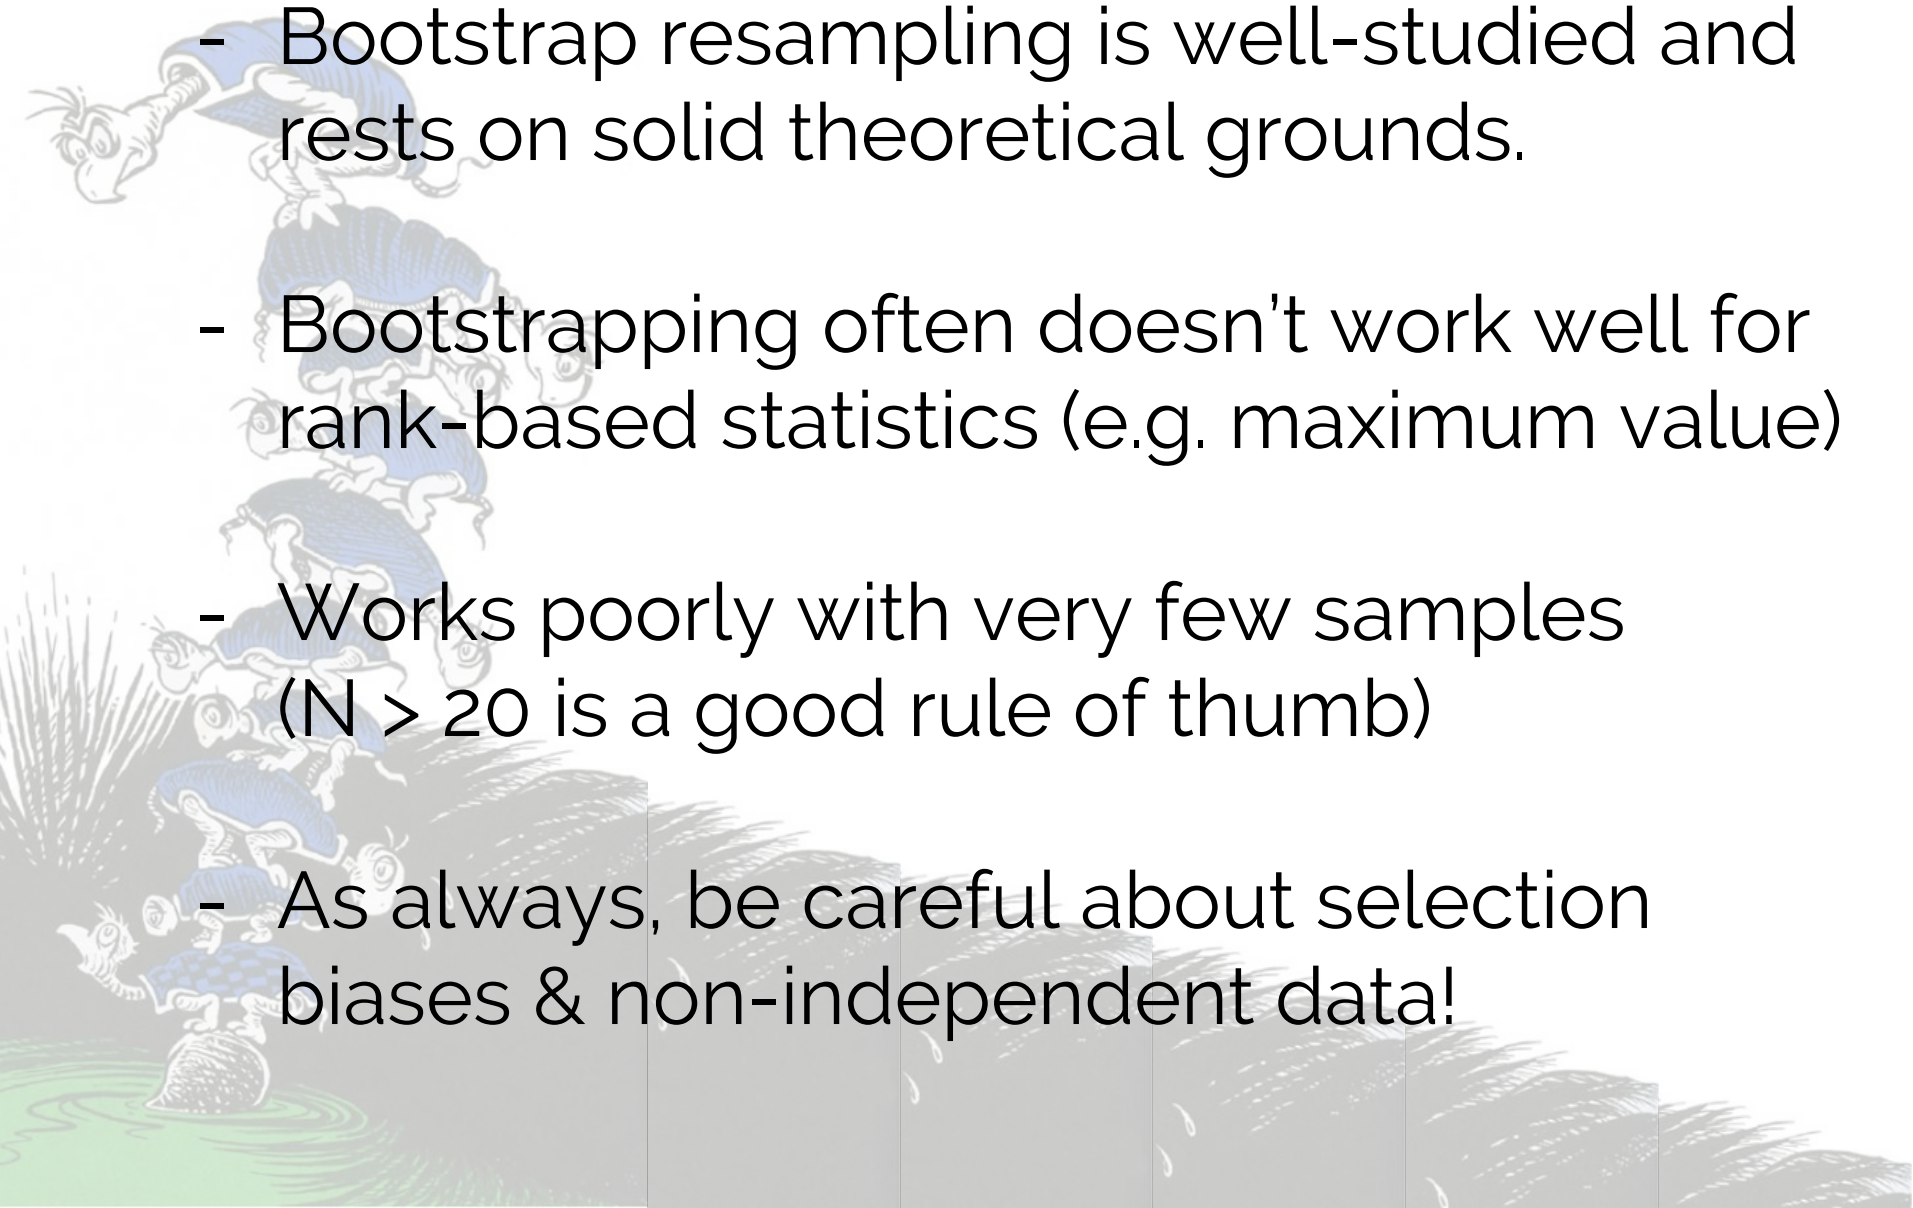 - Bootstrap resampling is well-studied and
rests on solid theoretical grounds.
- Bootstrapping often doesn’t work well for
rank-based statistics (e.g. maximum value)
- Works poorly with very few samples
(N > 20 is a good rule of thumb)
- As always, be careful about selection
biases & non-independent data!